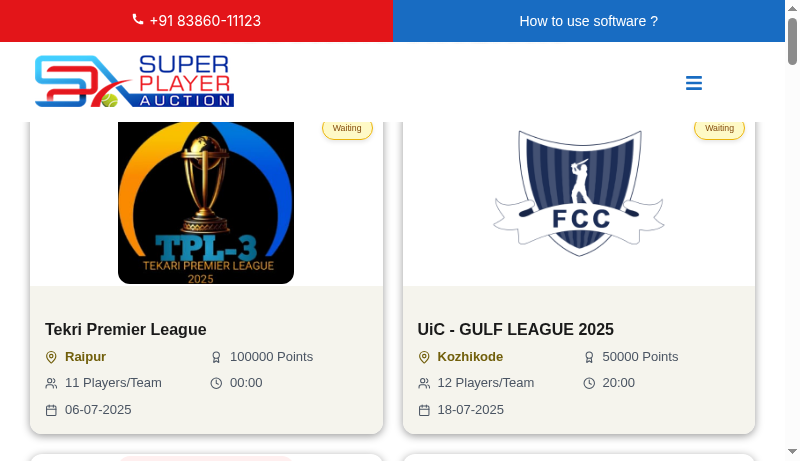 +91 83860-11123
How to use software ?
SUPER
PLAYER
AUCTION
Waiting
Waiting
TPL-3
TEKARI PREMIER LEAGUE
2025
FCC
Tekri Premier League
Raipur
100000 Points
11 Players/Team
00:00
06-07-2025
UiC - GULF LEAGUE 2025
Kozhikode
50000 Points
12 Players/Team
20:00
18-07-2025